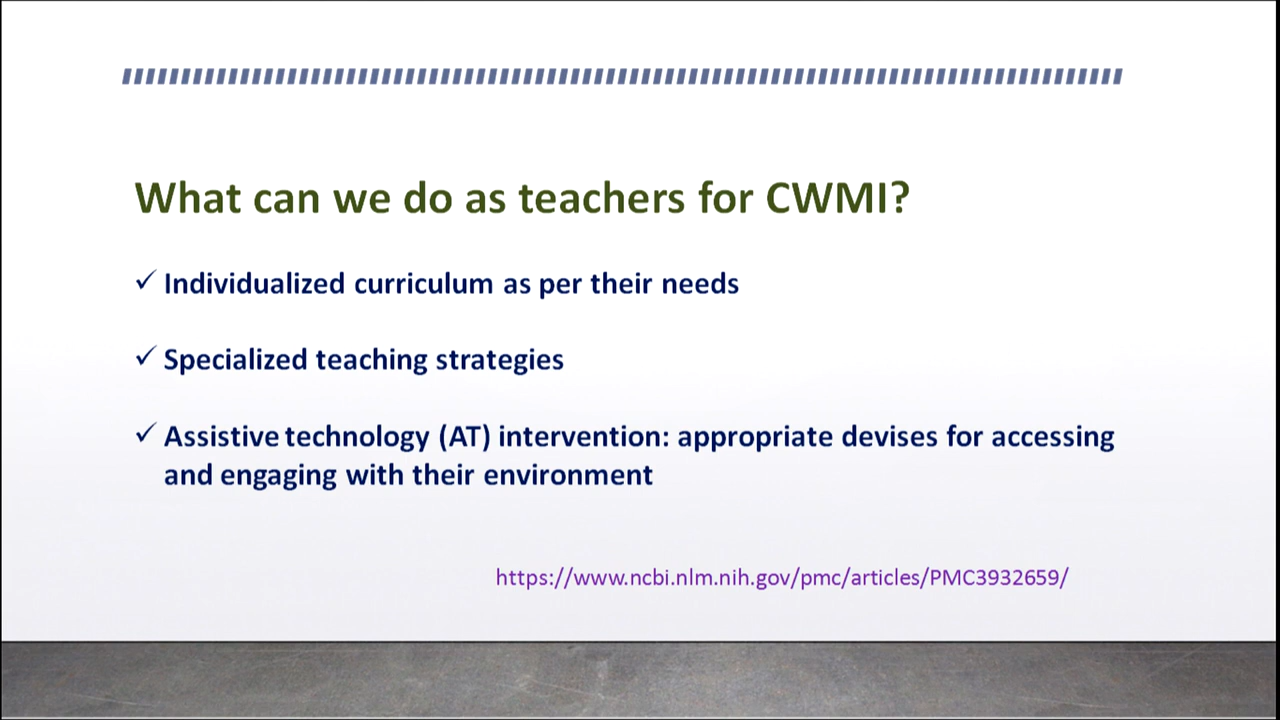 What can we do as teachers for CWMI?
✓ Individualized curriculum as per their needs
✓ Specialized teaching strategies
✓ Assistive technology (AT) intervention: appropriate devises for accessing
and engaging with their environment
https://www.ncbi.nlm.nih.gov/pmc/articles/PMC3932659/